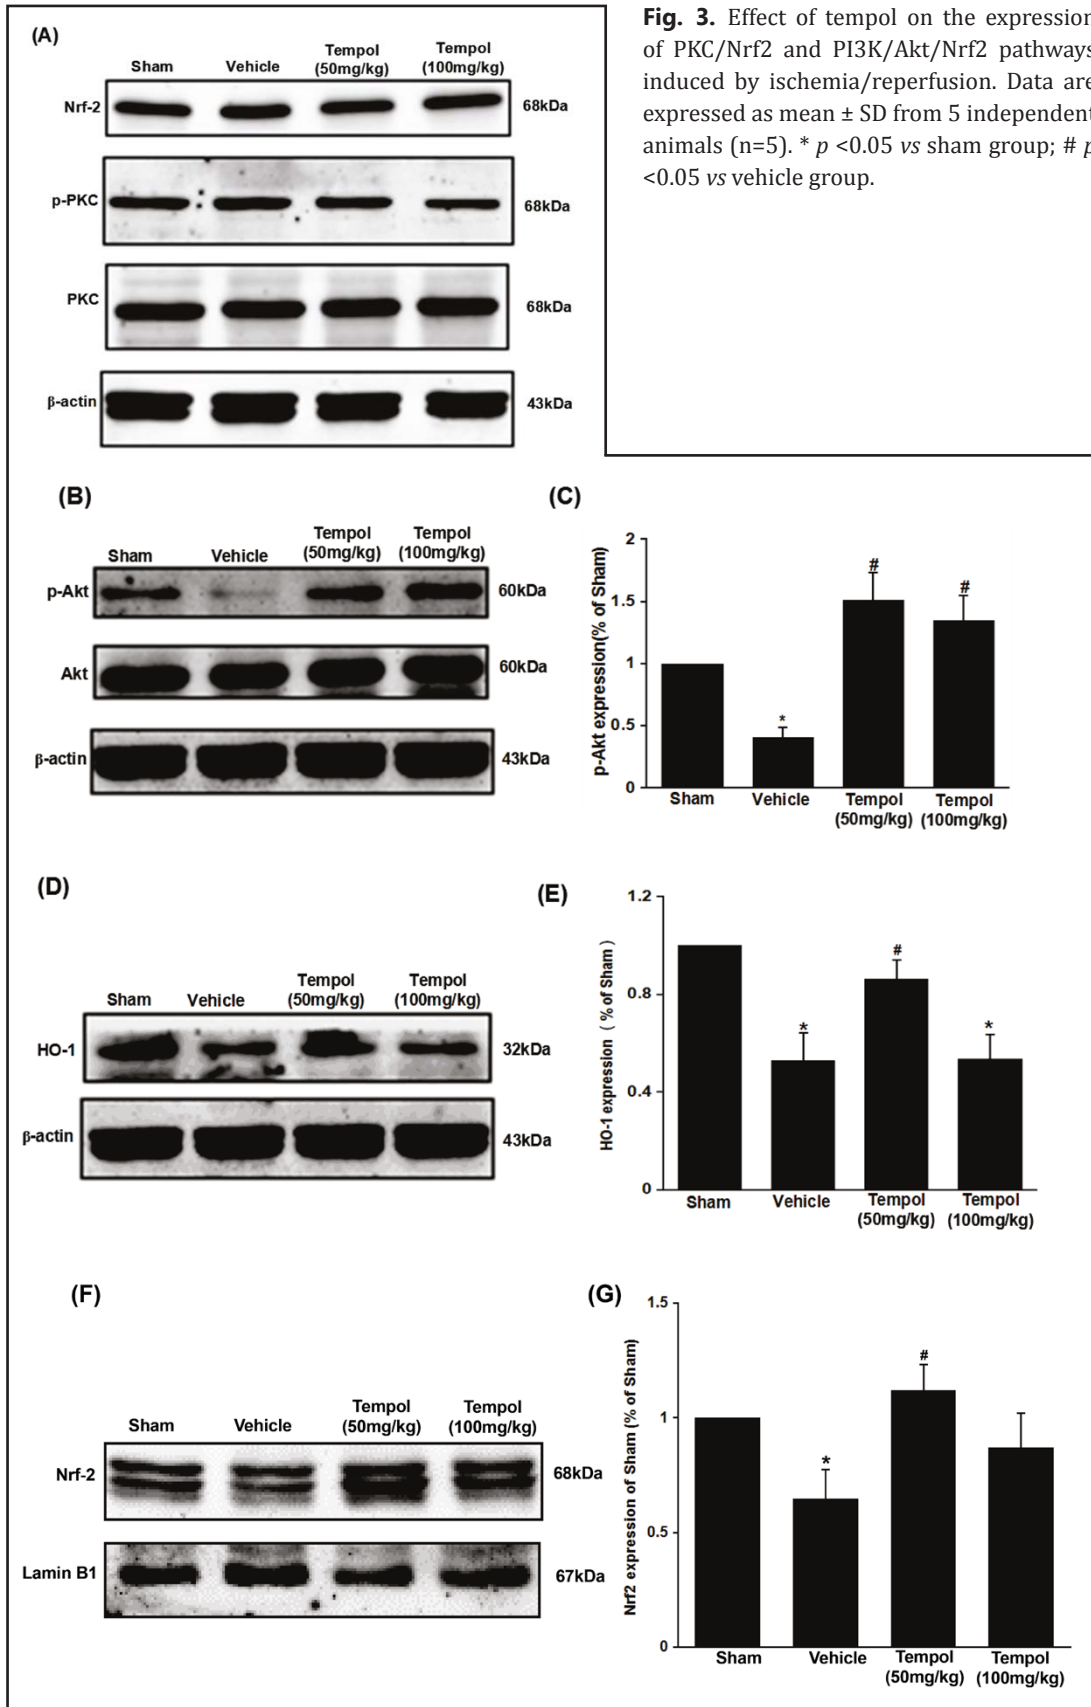 Fig. 3. Effect of tempol on the expression
of PKC/Nrf2 and PI3K/Akt/Nrf2 pathways
induced by ischemia/reperfusion. Data are
expressed as mean ± SD from 5 independent
animals (n=5). * p <0.05 vs sham group; # p
<0.05 vs vehicle group.
(A)
Sham Vehicle Tempol Tempol
(50mg/kg) (100mg/kg)
Nrf-2 68kDa
p-PKC 68kDa
PKC 68kDa
β-actin 43kDa
(B)
Sham Vehicle Tempol Tempol
(50mg/kg) (100mg/kg)
p-Akt 60kDa
Akt 60kDa
β-actin 43kDa
(C)
p-Akt expression(% of Sham)
2
1.5
1
0.5
0
* # #
Sham Vehicle Tempol Tempol
(50mg/kg) (100mg/kg)
(D)
Sham Vehicle Tempol Tempol
(50mg/kg) (100mg/kg)
HO-1 32kDa
β-actin 43kDa
(E)
HO-1 expression ( % of Sham )
1.2
0.8
0.4
0
* # *
Sham Vehicle Tempol Tempol
(50mg/kg) (100mg/kg)
(F)
Sham Vehicle Tempol Tempol
(50mg/kg) (100mg/kg)
Nrf-2 68kDa
Lamin B1 67kDa
(G)
Nrf2 expression of Sham (% of Sham)
1.5
1
0.5
0
* #
Sham Vehicle Tempol Tempol
(50mg/kg) (100mg/kg)